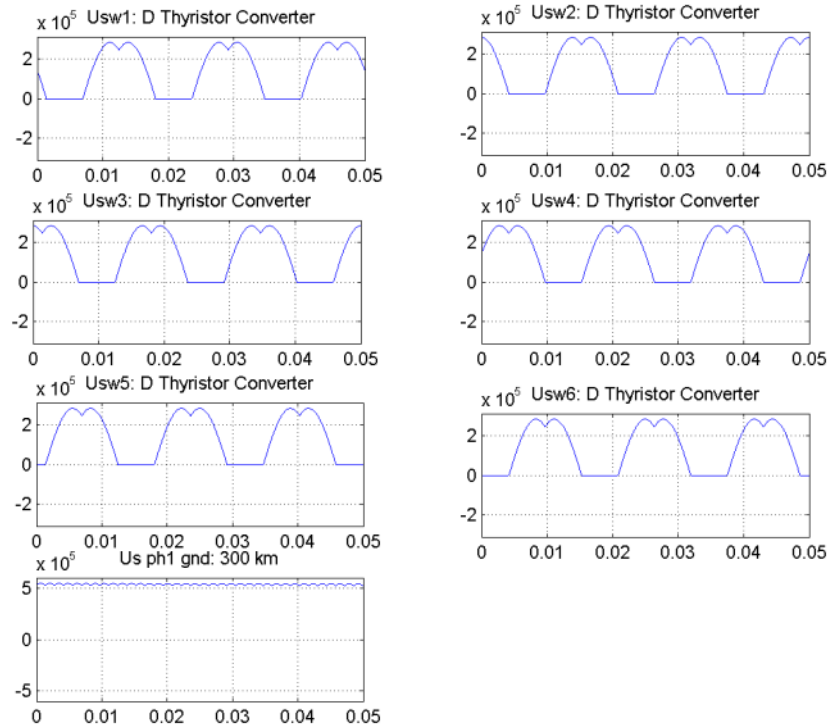 x 10^5 Usw1: D Thyristor Converter
2
0
-2
0 0.01 0.02 0.03 0.04 0.05
x 10^5 Usw2: D Thyristor Converter
2
0
-2
0 0.01 0.02 0.03 0.04 0.05
x 10^5 Usw3: D Thyristor Converter
2
0
-2
0 0.01 0.02 0.03 0.04 0.05
x 10^5 Usw4: D Thyristor Converter
2
0
-2
0 0.01 0.02 0.03 0.04 0.05
x 10^5 Usw5: D Thyristor Converter
2
0
-2
0 0.01 0.02 0.03 0.04 0.05
x 10^5 Usw6: D Thyristor Converter
2
0
-2
0 0.01 0.02 0.03 0.04 0.05
x 10^5 Us ph1 gnd: 300 km
5
0
-5
0 0.01 0.02 0.03 0.04 0.05